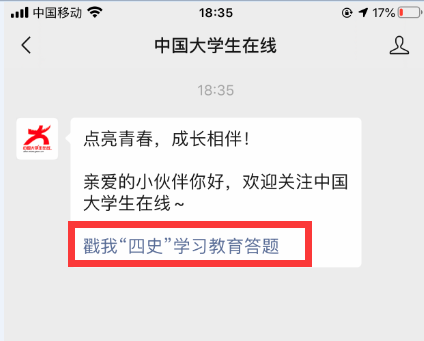 中国移动 18:35 17%
中国大学生在线
18:35
点亮青春，成长相伴！
亲爱的小伙伴你好，欢迎关注中国
大学生在线~
戳我“四史”学习教育答题